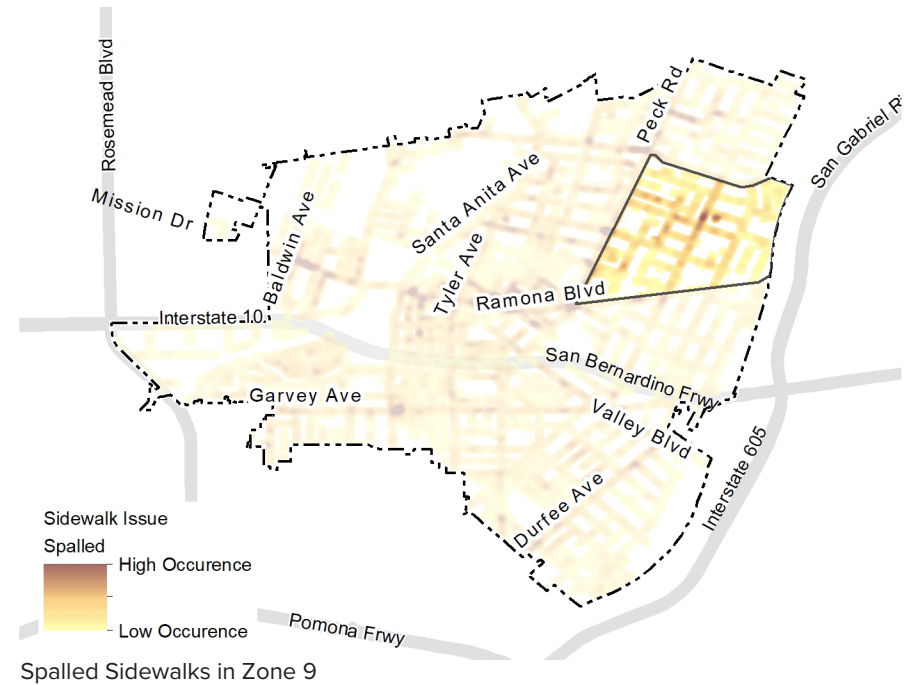 Rosemead Blvd
Peck Rd
San Gabriel Ri
Mission Dr
Santa Anita Ave
Baldwin Ave
Tyler Ave
Ramona Blvd
Interstate 10
San Bernardino Frwy
Garvey Ave
Valley Blvd
Interstate 605
Durfee Ave
Sidewalk Issue
Spalled
High Occurence
Low Occurence
Pomona Frwy
Spalled Sidewalks in Zone 9